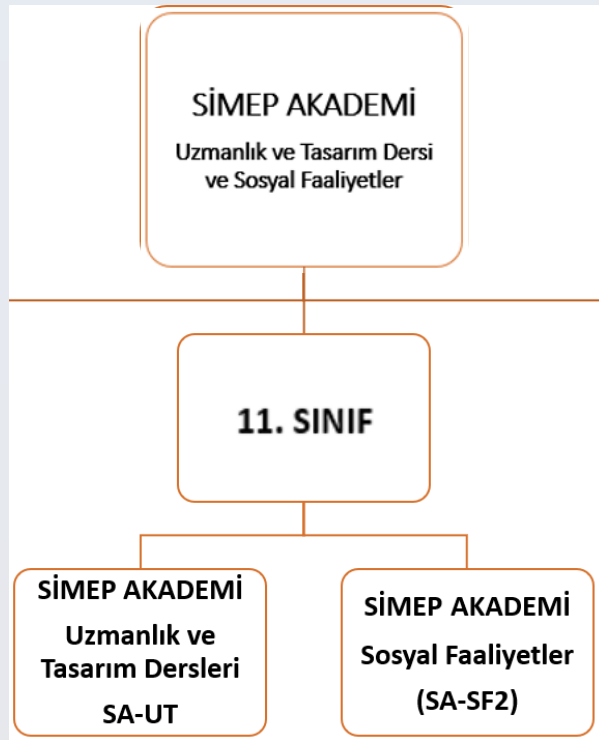 SİMEP AKADEMİ
Uzmanlık ve Tasarım Dersi
ve Sosyal Faaliyetler
11. SINIF
SİMEP AKADEMİ
Uzmanlık ve
Tasarım Dersleri
SA-UT
SİMEP AKADEMİ
Sosyal Faaliyetler
(SA-SF2)